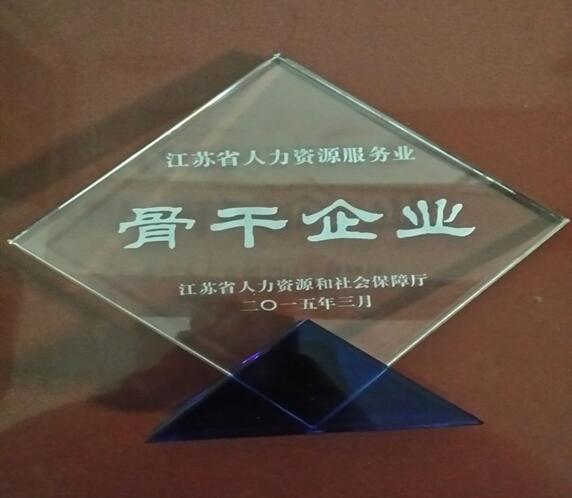 江苏省人力资源服务业
骨干企业
江苏省人力资源和社会保障厅
二〇一五年三月